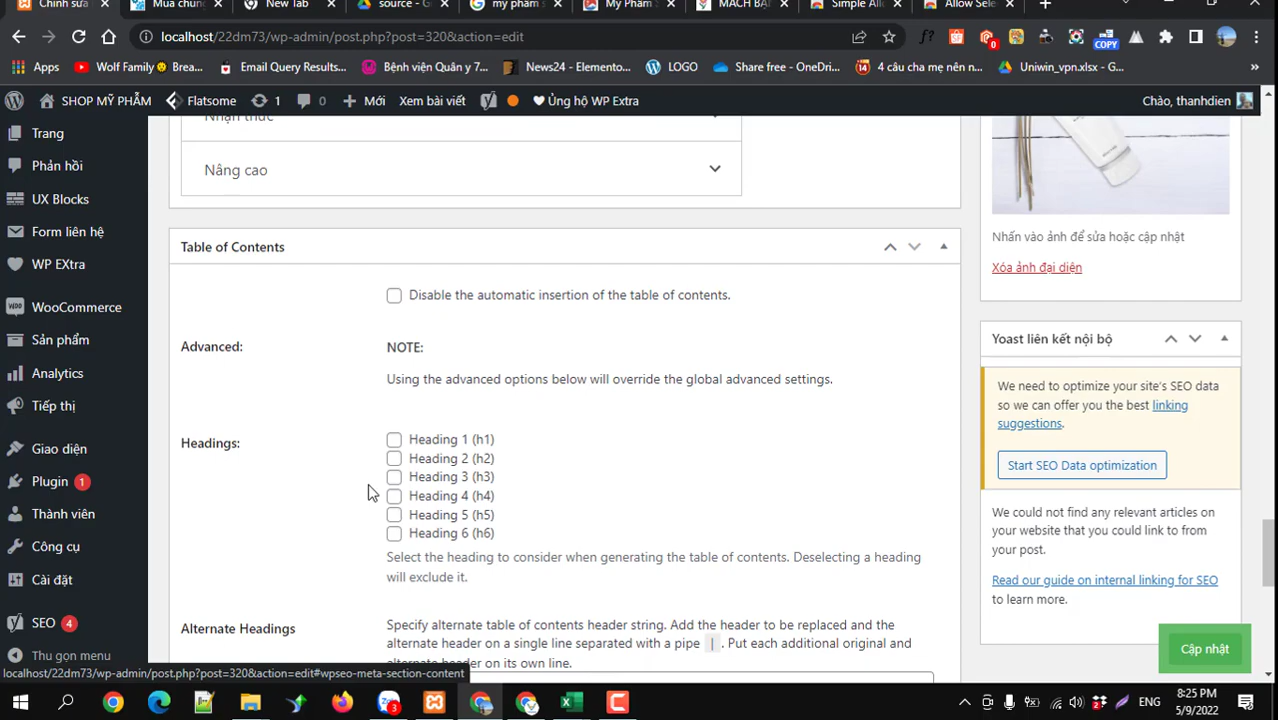 Chỉnh sửa
Mua chung
New Tab
source - G
my phẩm s
My Phẩm S
MẠCH BẠ
Simple All
Allow Sele
localhost/22dm73/wp-admin/post.php?post=320&action=edit
COPY
Apps
Wolf Family
Brea...
Email Query Results...
Bệnh viện Quân y 7...
News24 - Elemento...
LOGO
Share free - OneDri...
4 câu cha mẹ nên n...
Uniwin_vpn.xlsx - G...
»
SHOP MỸ PHẨM
Flatsome
1
0
Mới
Xem bài viết
Ủng hộ WP Extra
Chào, thanhdien
Trang
Phản hồi
UX Blocks
Form liên hệ
WP EXtra
WooCommerce
Sản phẩm
Analytics
Tiếp thị
Giao diện
Plugin 1
Thành viên
Công cụ
Cài đặt
SEO 4
Thu gọn menu
Nhận thức
Nâng cao
Table of Contents
Disable the automatic insertion of the table of contents.
Advanced:
NOTE:
Using the advanced options below will override the global advanced settings.
Headings:
Heading 1 (h1)
Heading 2 (h2)
Heading 3 (h3)
Heading 4 (h4)
Heading 5 (h5)
Heading 6 (h6)
Select the heading to consider when generating the table of contents. Deselecting a heading
will exclude it.
Alternate Headings
Specify alternate table of contents header string. Add the header to be replaced and the
alternate header on a single line separated with a pipe | . Put each additional original and
alternate header on its own line.
Nhấn vào ảnh để sửa hoặc cập nhật
Xóa ảnh đại diện
Yoast liên kết nội bộ
We need to optimize your site's SEO data
so we can offer you the best linking
suggestions.
Start SEO Data optimization
We could not find any relevant articles on
your website that you could link to from
your post.
Read our guide on internal linking for SEO
to learn more.
Cập nhật
localhost/22dm73/wp-admin/post.php?post=320&action=edit#wpseo-meta-section-content
3
ENG
8:25 PM
5/9/2022